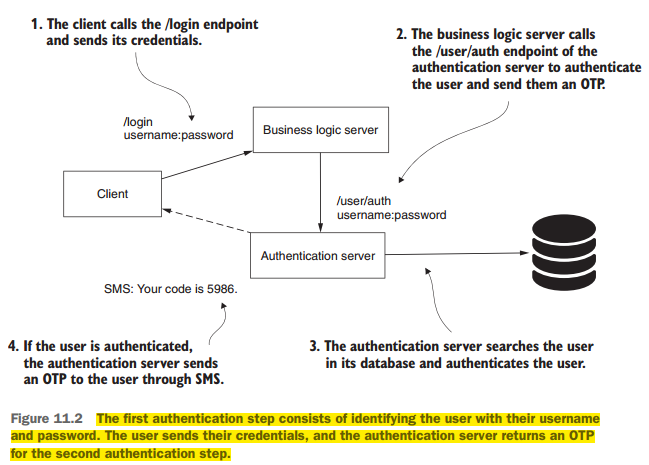 1. The client calls the /login endpoint
and sends its credentials.
2. The business logic server calls
the /user/auth endpoint of the
authentication server to authenticate
the user and send them an OTP.
/login
username:password
Business logic server
Client
/user/auth
username:password
Authentication server
SMS: Your code is 5986.
4. If the user is authenticated,
the authentication server sends
an OTP to the user through SMS.
3. The authentication server searches the user
in its database and authenticates the user.
Figure 11.2 The first authentication step consists of identifying the user with their username
and password. The user sends their credentials, and the authentication server returns an OTP
for the second authentication step.